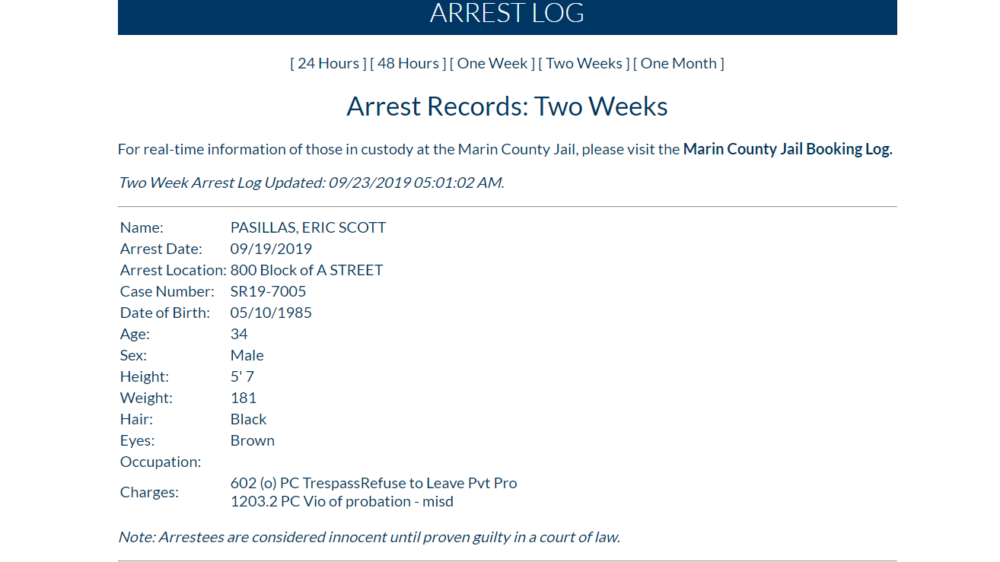 ARREST LOG
[ 24 Hours ] [ 48 Hours ] [ One Week ] [ Two Weeks ] [ One Month ]
Arrest Records: Two Weeks
For real-time information of those in custody at the Marin County Jail, please visit the Marin County Jail Booking Log.
Two Week Arrest Log Updated: 09/23/2019 05:01:02 AM.
Name: PASILLAS, ERIC SCOTT
Arrest Date: 09/19/2019
Arrest Location: 800 Block of A STREET
Case Number: SR19-7005
Date of Birth: 05/10/1985
Age: 34
Sex: Male
Height: 5' 7
Weight: 181
Hair: Black
Eyes: Brown
Occupation:
Charges: 602 (o) PC TrespassRefuse to Leave Pvt Pro
1203.2 PC Vio of probation - misd
Note: Arrestees are considered innocent until proven guilty in a court of law.